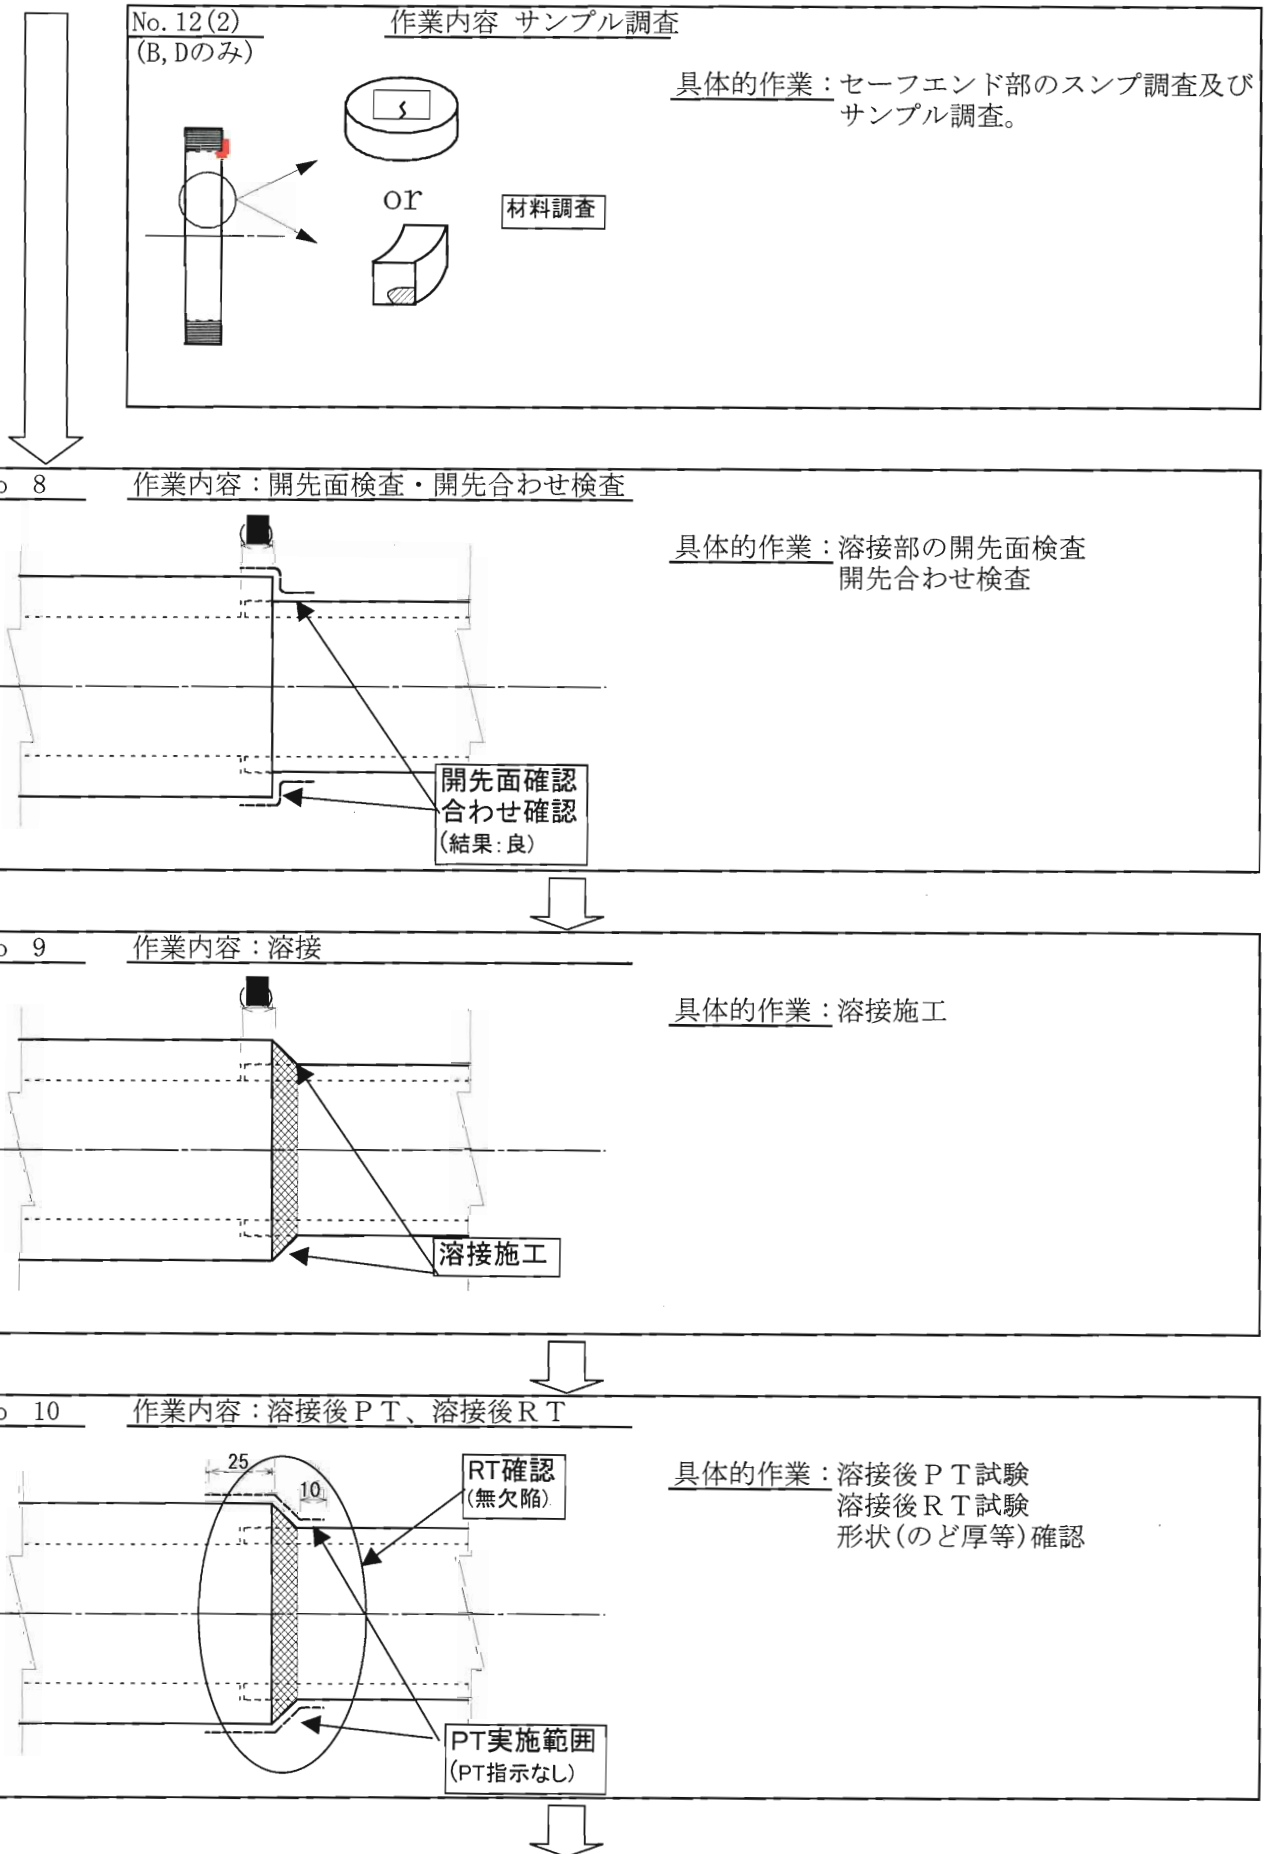 No.12(2)
作業内容 サンプル調査
(B,Dのみ)
具体的作業：セーフエンド部のスンプ調査及び
サンプル調査。
or
材料調査
o 8
作業内容：開先面検査・開先合わせ検査
具体的作業：溶接部の開先面検査
開先合わせ検査
開先面確認
合わせ確認
(結果:良)
o 9
作業内容：溶接
具体的作業：溶接施工
溶接施工
o 10
作業内容：溶接後ＰＴ、溶接後ＲＴ
25
10
RT確認
(無欠陥)
具体的作業：溶接後ＰＴ試験
溶接後ＲＴ試験
形状(のど厚等)確認
PT実施範囲
(PT指示なし)